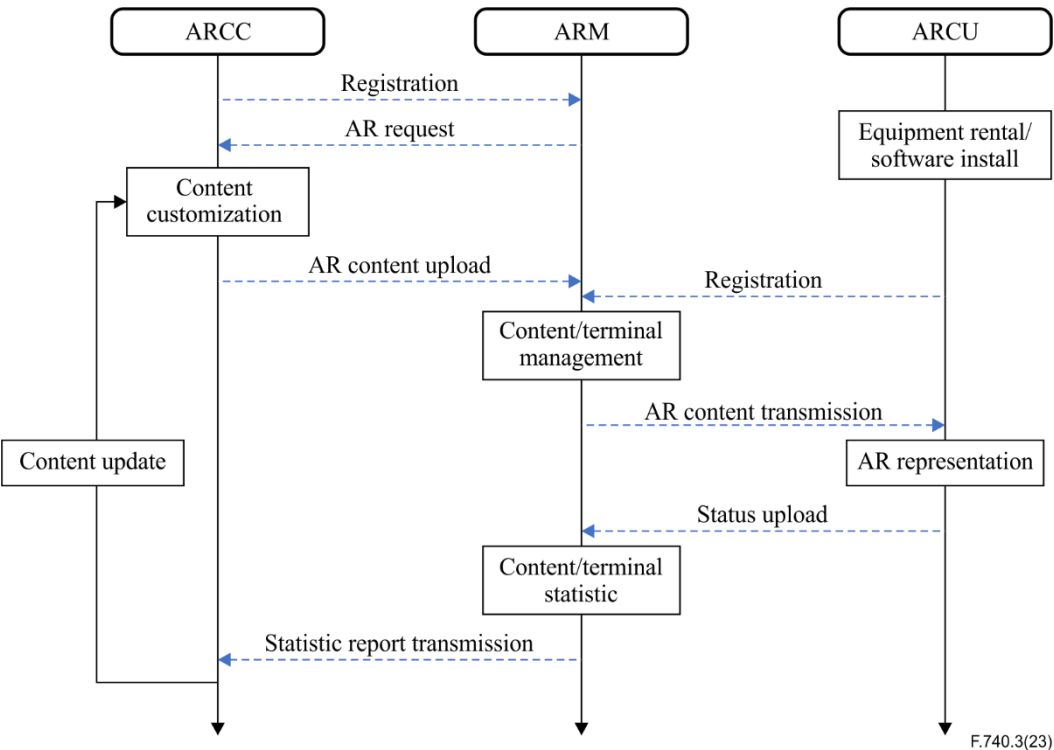 ARCC
ARM
ARCU
Registration
AR request
Equipment rental/
software install
Content
customization
AR content upload
Registration
Content/terminal
management
AR content transmission
Content update
AR representation
Status upload
Content/terminal
statistic
Statistic report transmission
F.740.3(23)